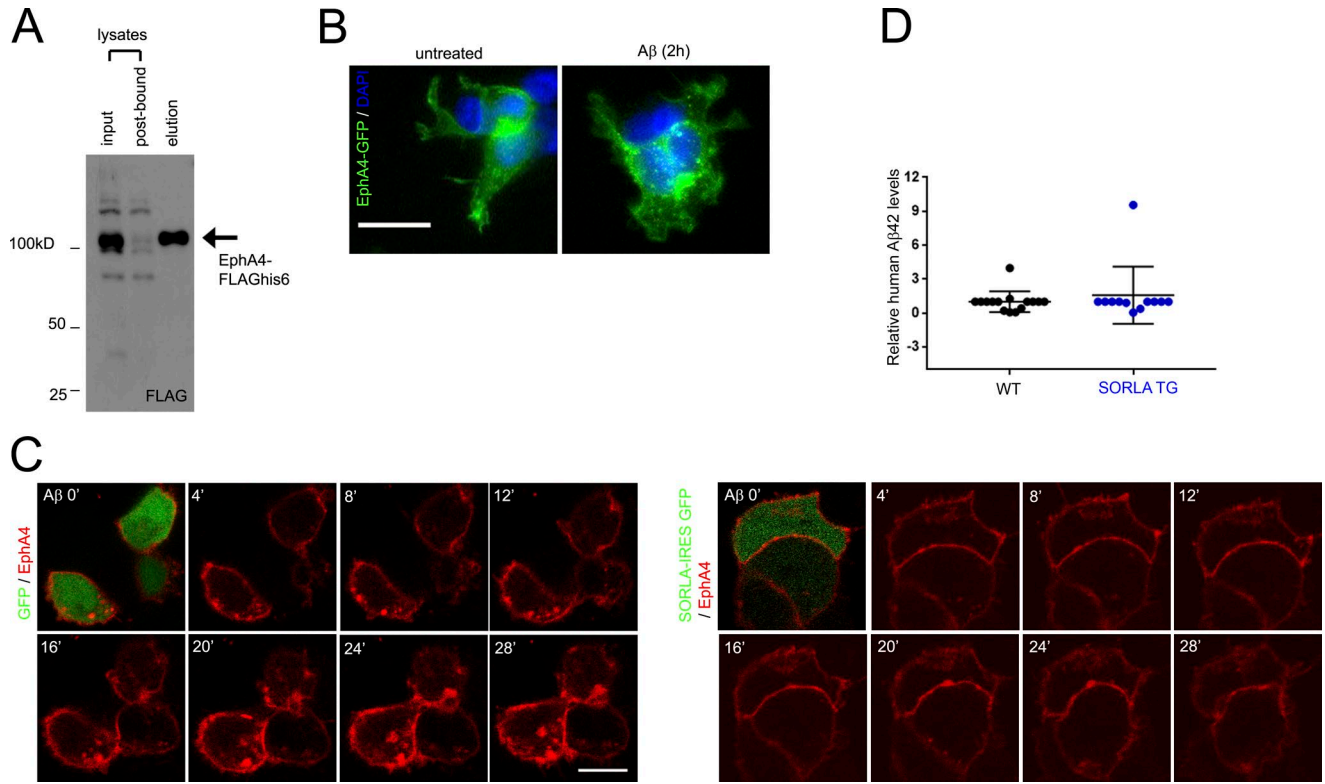 A
lysates
input
post-bound
elution
100kD
50
25
EphA4-
FLAGhis6
FLAG
B
untreated
Aβ (2h)
EphA4-GFP / DAPI
D
Relative human Aβ42 levels
12
9
6
3
0
-3
WT
SORLA TG
C
GFP / EphA4
Aβ 0’
4’
8’
12’
16’
20’
24’
28’
SORLA-IRES GFP
/ EphA4
Aβ 0’
4’
8’
12’
16’
20’
24’
28’